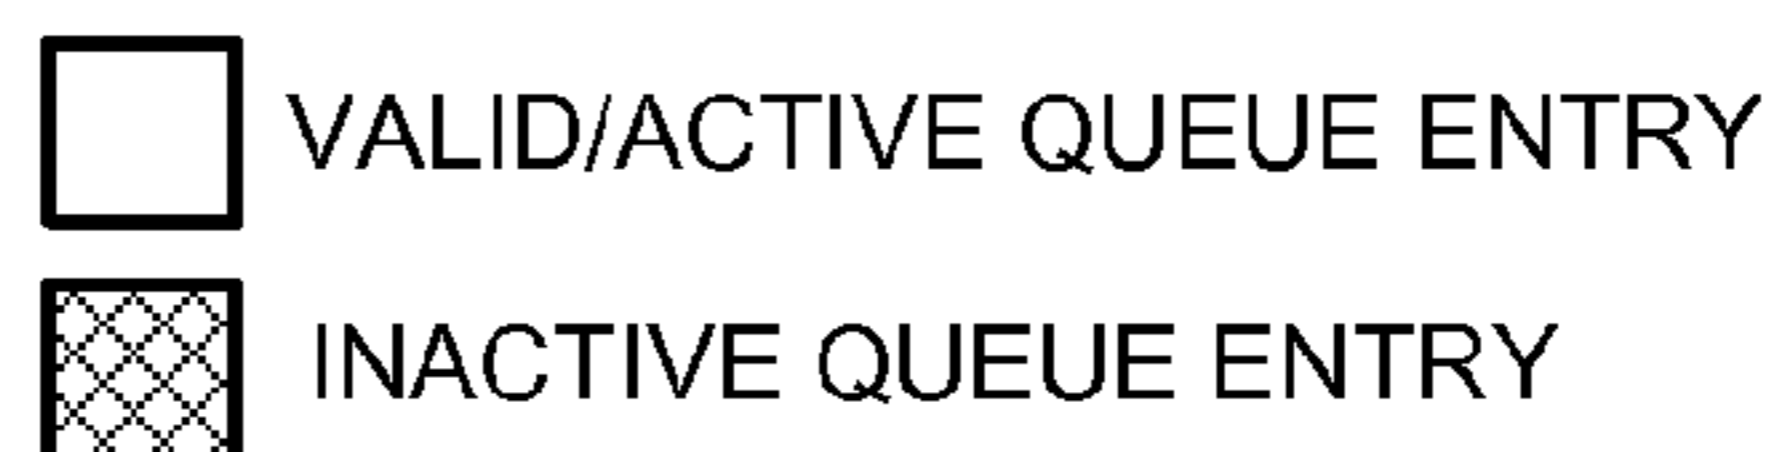 VALID/ACTIVE QUEUE ENTRY
INACTIVE QUEUE ENTRY